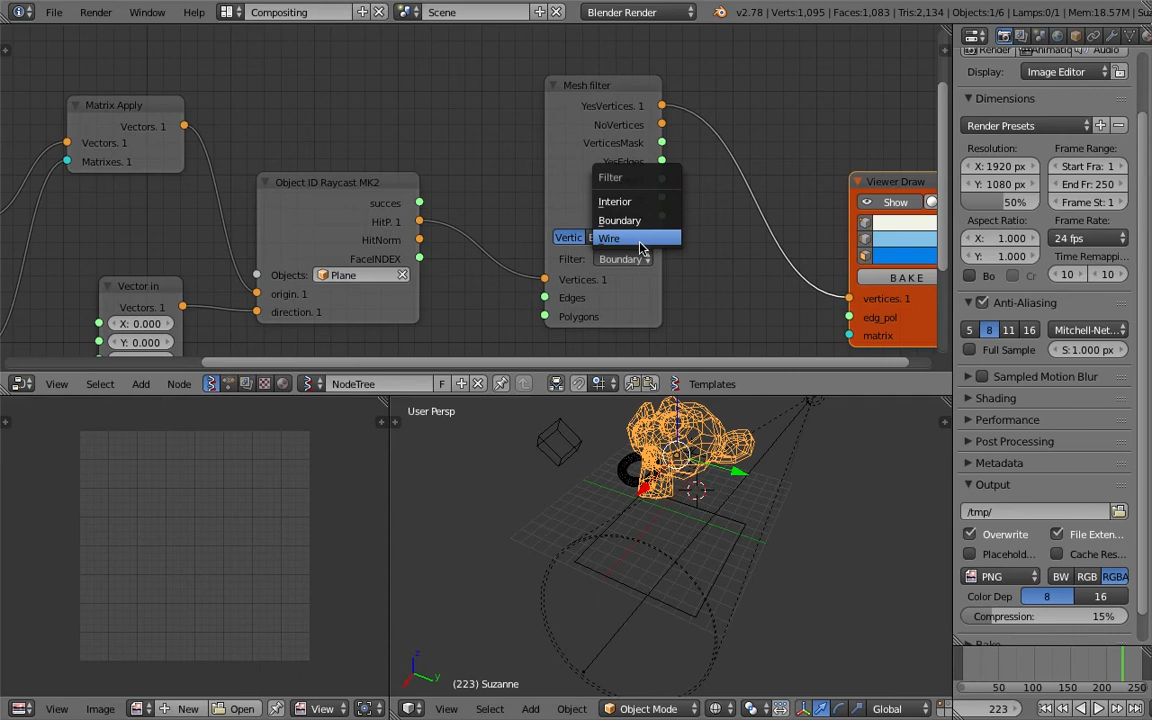 File Render Window Help Compositing Scene Blender Render v2.78 | Verts:1,095 | Faces:1,083 | Tris:2,134 | Objects:1/6 | Lamps:0/1 | Mem:18.57M |
Matrix Apply
Vectors. 1
Vectors. 1
Matrixes. 1
Vector in
Vectors. 1
X: 0.000
Y: 0.000
Object ID Raycast MK2
succes
HitP. 1
HitNorm
FaceINDEX
Objects: Plane
origin. 1
direction. 1
Mesh filter
YesVertices. 1
NoVertices
VerticesMask
YesEdges
Filter
Interior
Boundary
Wire
Vertic
Filter: Boundary
Vertices. 1
Edges
Polygons
Viewer Draw
Show
BAKE
vertices. 1
edg_pol
matrix
View Select Add Node NodeTree F Templates
User Persp
(223) Suzanne
View Image New Open View
View Select Add Object Object Mode Global
Render Animatic Audio
Display: Image Editor
Dimensions
Render Presets
Resolution: Frame Range:
X: 1920 px Start Fra: 1
Y: 1080 px End Fr: 250
50% Frame St: 1
Aspect Ratio: Frame Rate:
X: 1.000 24 fps
Y: 1.000 Time Remappi...
Bo Cr 10 10
Anti-Aliasing
5 8 11 16 Mitchell-Net...
Full Sample S: 1.000 px
Sampled Motion Blur
Shading
Performance
Post Processing
Metadata
Output
/tmp/
Overwrite File Exten...
Placehold... Cache Res...
PNG BW RGB RGBA
Color Dep 8 16
Compression: 15%
50 100 150 200 250
223